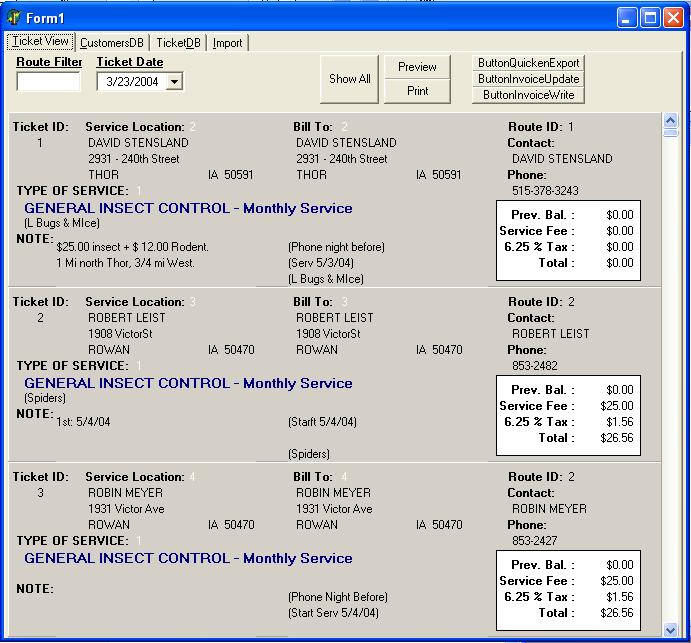 Form1
Ticket View CustomersDB TicketDB Import
Route Filter Ticket Date
3/23/2004
Show All
Preview
Print
ButtonQuickenExport
ButtonInvoiceUpdate
ButtonInvoiceWrite
Ticket ID: Service Location: 2 Bill To: 2 Route ID: 1
1 DAVID STENSLAND DAVID STENSLAND Contact:
2931 - 240th Street 2931 - 240th Street DAVID STENSLAND
THOR IA 50591 THOR IA 50591 Phone:
TYPE OF SERVICE: 1 515-378-3243
GENERAL INSECT CONTROL - Monthly Service
(L Bugs & MIce)
NOTE:
$25.00 insect + $ 12.00 Rodent. (Phone night before)
1 Mi north Thor, 3/4 mi West. (Serv 5/3/04)
(L Bugs & MIce)
Prev. Bal. : $0.00
Service Fee : $0.00
6.25 % Tax : $0.00
Total : $0.00
Ticket ID: Service Location: 3 Bill To: 3 Route ID: 2
2 ROBERT LEIST ROBERT LEIST Contact:
1908 VictorSt 1908 VictorSt ROBERT LEIST
ROWAN IA 50470 ROWAN IA 50470 Phone:
TYPE OF SERVICE: 1 853-2482
GENERAL INSECT CONTROL - Monthly Service
(Spiders)
NOTE:
1st: 5/4/04 (Starft 5/4/04)
(Spiders)
Prev. Bal. : $0.00
Service Fee : $25.00
6.25 % Tax : $1.56
Total : $26.56
Ticket ID: Service Location: 4 Bill To: 4 Route ID: 2
3 ROBIN MEYER ROBIN MEYER Contact:
1931 Victor Ave 1931 Victor Ave ROBIN MEYER
ROWAN IA 50470 ROWAN IA 50470 Phone:
TYPE OF SERVICE: 1 853-2427
GENERAL INSECT CONTROL - Monthly Service
NOTE:
(Phone Night Before)
(Start Serv 5/4/04)
Prev. Bal. : $0.00
Service Fee : $25.00
6.25 % Tax : $1.56
Total : $26.56